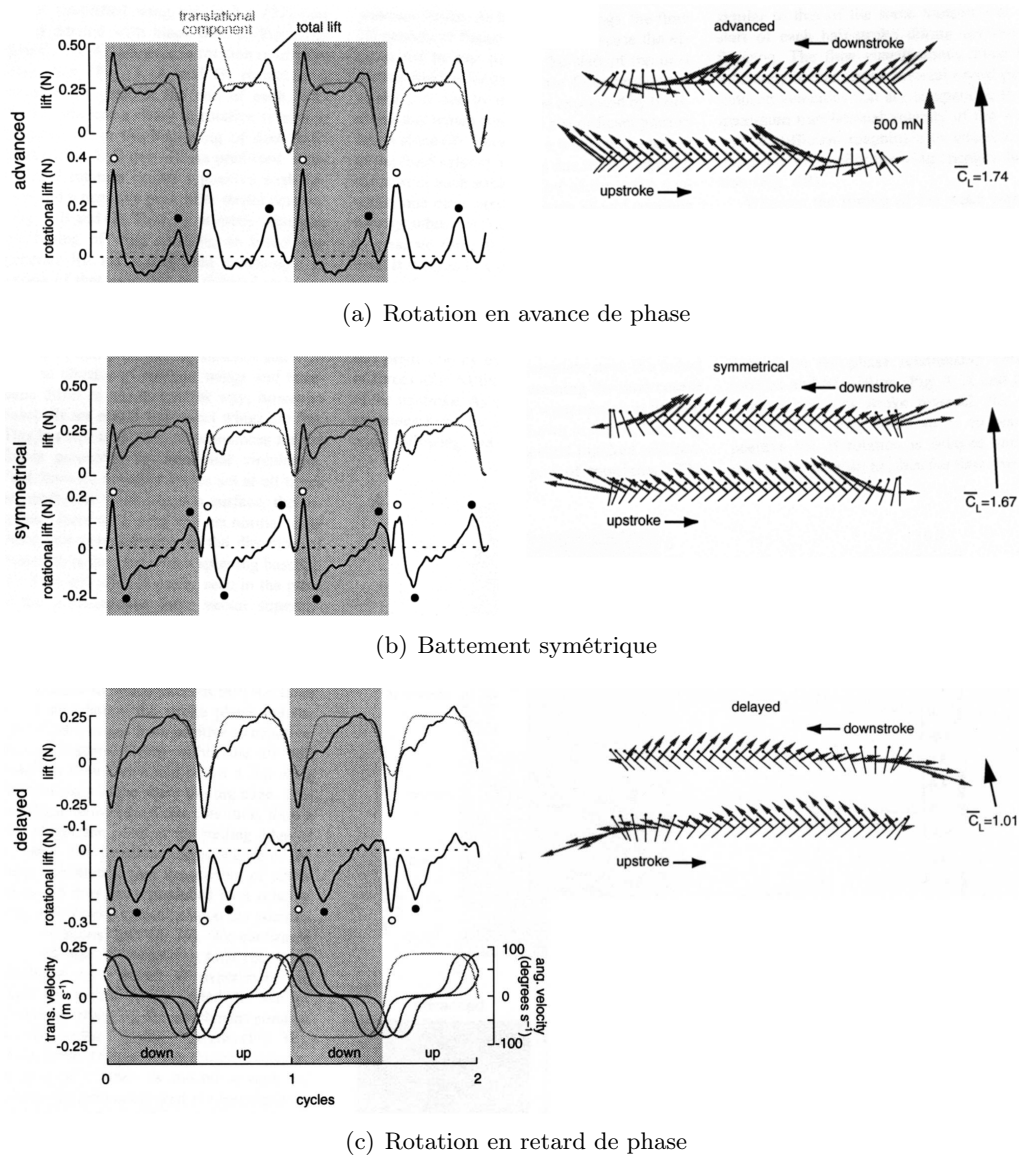 translational
component
total lift
advanced
lift (N)
0.50
0.25
0
rotational lift (N)
0.4
0.2
0
advanced
downstroke
500 mN
C̅L=1.74
upstroke
(a) Rotation en avance de phase
symmetrical
lift (N)
0.50
0.25
0
rotational lift (N)
0.2
0
-0.2
symmetrical
downstroke
C̅L=1.67
upstroke
(b) Battement symétrique
delayed
lift (N)
0.25
0
-0.25
rotational lift (N)
-0.1
0
-0.3
trans. velocity
(m s⁻¹)
0.25
0
-0.25
100
0
-100
ang. velocity
(degrees s⁻¹)
down
up
down
up
0
1
2
cycles
delayed
downstroke
C̅L=1.01
upstroke
(c) Rotation en retard de phase